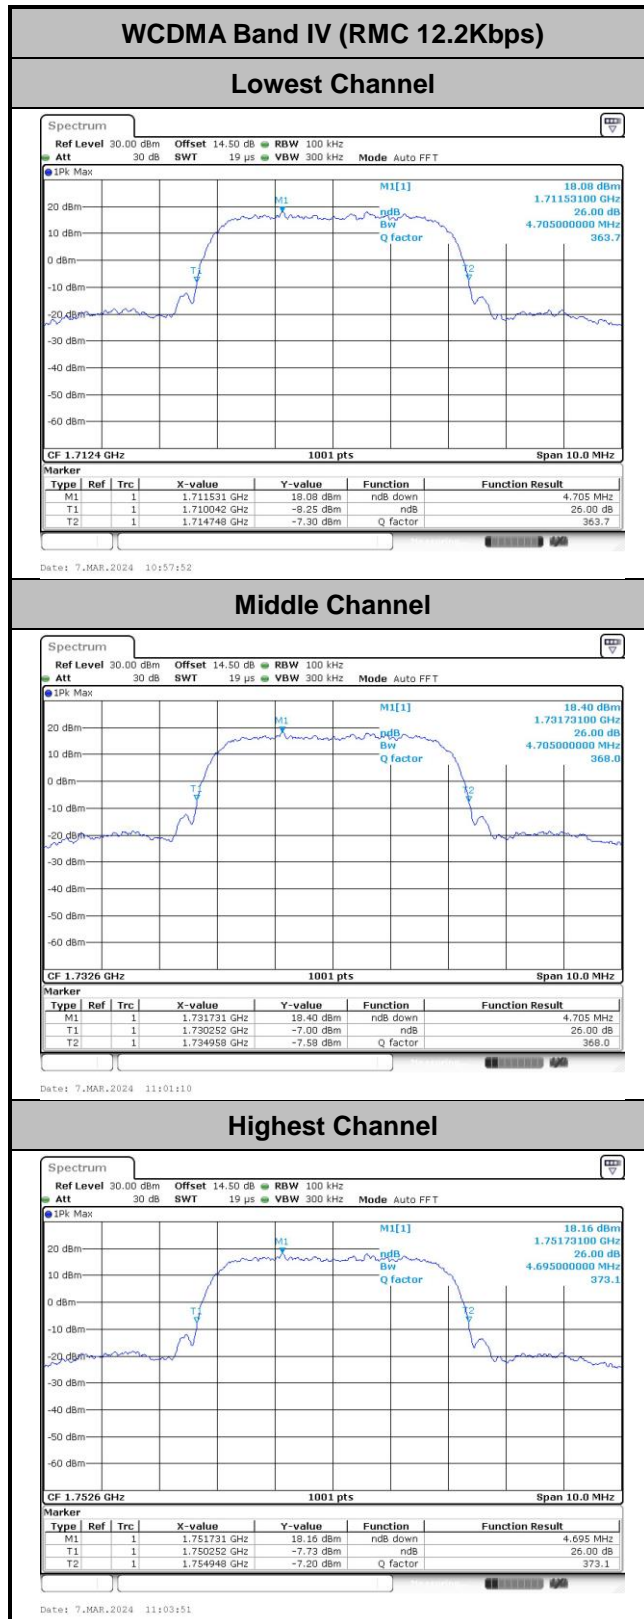 WCDMA Band IV (RMC 12.2Kbps)
Lowest Channel
Spectrum
Ref Level 30.00 dBm Offset 14.50 dB RBW 100 kHz
Att 30 dB SWT 19 µs VBW 300 kHz Mode Auto FFT
1Pk Max
M1[1] 18.08 dBm
1.71153100 GHz
ndB 26.00 dB
Bw 4.705000000 MHz
Q factor 363.7
M1
T1
T2
20 dBm
10 dBm
0 dBm
-10 dBm
-20 dBm
-30 dBm
-40 dBm
-50 dBm
-60 dBm
CF 1.7124 GHz 1001 pts Span 10.0 MHz
Marker
Type Ref Trc X-value Y-value Function Function Result
M1 1 1.711531 GHz 18.08 dBm ndB down 4.705 MHz
T1 1 1.710042 GHz -8.25 dBm ndB 26.00 dB
T2 1 1.714748 GHz -7.30 dBm Q factor 363.7
Date: 7.MAR.2024 10:57:52
Middle Channel
Spectrum
Ref Level 30.00 dBm Offset 14.50 dB RBW 100 kHz
Att 30 dB SWT 19 µs VBW 300 kHz Mode Auto FFT
1Pk Max
M1[1] 18.40 dBm
1.73173100 GHz
ndB 26.00 dB
Bw 4.705000000 MHz
Q factor 368.0
M1
T1
T2
20 dBm
10 dBm
0 dBm
-10 dBm
-20 dBm
-30 dBm
-40 dBm
-50 dBm
-60 dBm
CF 1.7326 GHz 1001 pts Span 10.0 MHz
Marker
Type Ref Trc X-value Y-value Function Function Result
M1 1 1.731731 GHz 18.40 dBm ndB down 4.705 MHz
T1 1 1.730252 GHz -7.00 dBm ndB 26.00 dB
T2 1 1.734958 GHz -7.58 dBm Q factor 368.0
Date: 7.MAR.2024 11:01:10
Highest Channel
Spectrum
Ref Level 30.00 dBm Offset 14.50 dB RBW 100 kHz
Att 30 dB SWT 19 µs VBW 300 kHz Mode Auto FFT
1Pk Max
M1[1] 18.16 dBm
1.75173100 GHz
ndB 26.00 dB
Bw 4.695000000 MHz
Q factor 373.1
M1
T1
T2
20 dBm
10 dBm
0 dBm
-10 dBm
-20 dBm
-30 dBm
-40 dBm
-50 dBm
-60 dBm
CF 1.7526 GHz 1001 pts Span 10.0 MHz
Marker
Type Ref Trc X-value Y-value Function Function Result
M1 1 1.751731 GHz 18.16 dBm ndB down 4.695 MHz
T1 1 1.750252 GHz -7.73 dBm ndB 26.00 dB
T2 1 1.754948 GHz -7.20 dBm Q factor 373.1
Date: 7.MAR.2024 11:03:51